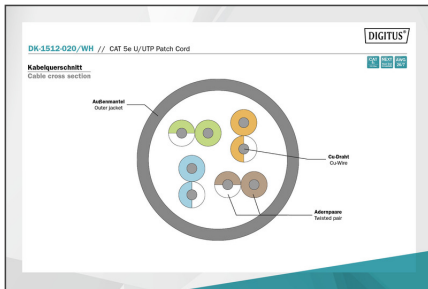 DIGITUS®
DK-1512-020/WH // CAT 5e U/UTP Patch Cord
Kabelquerschnitt
Cable cross section
Außenmantel
Outer jacket
Cu-Draht
Cu-Wire
Adernpaare
Twisted pair